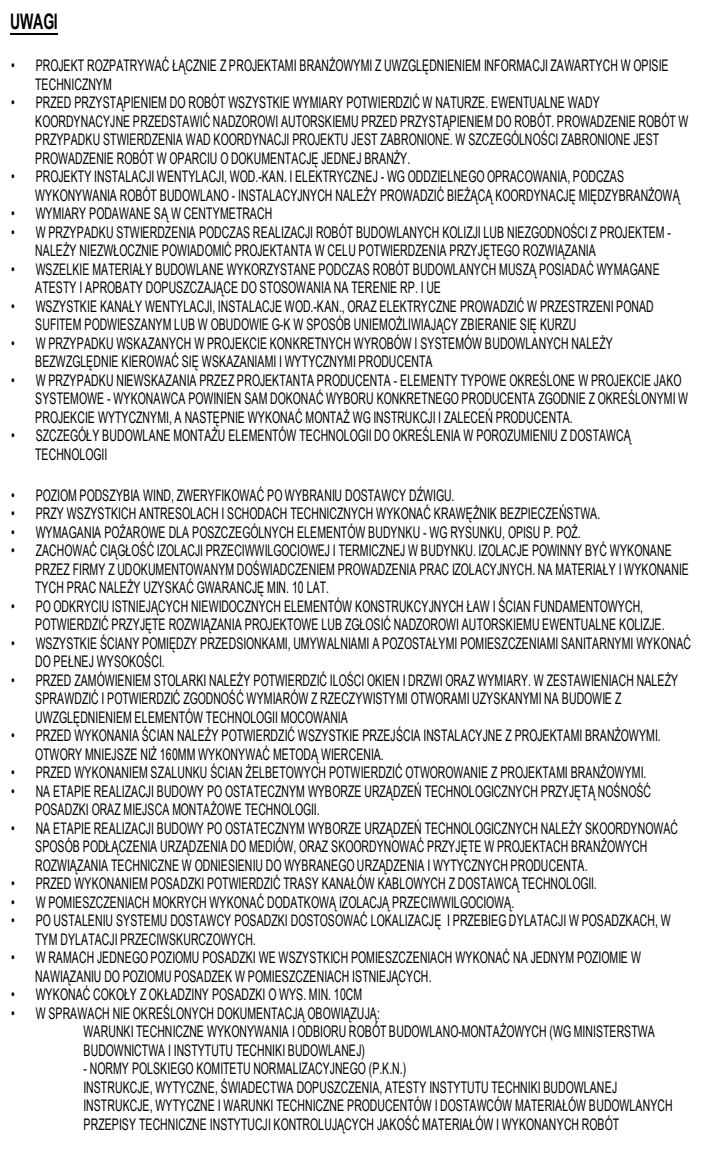 UWAGI
• PROJEKT ROZPATRYWAĆ ŁĄCZNIE Z PROJEKTAMI BRANŻOWYMI Z UWZGLĘDNIENIEM INFORMACJI ZAWARTYCH W OPISIE
TECHNICZNYM
• PRZED PRZYSTĄPIENIEM DO ROBÓT WSZYSTKIE WYMIARY POTWIERDZIĆ W NATURZE. EWENTUALNE WADY
KOORDYNACYJNE PRZEDSTAWIĆ NADZOROWI AUTORSKIEMU PRZED PRZYSTĄPIENIEM DO ROBÓT. PROWADZENIE ROBÓT W
PRZYPADKU STWIERDZENIA WAD KOORDYNACJI PROJEKTU JEST ZABRONIONE. W SZCZEGÓLNOŚCI ZABRONIONE JEST
PROWADZENIE ROBÓT W OPARCIU O DOKUMENTACJĘ JEDNEJ BRANŻY.
• PROJEKTY INSTALACJI WENTYLACJI, WOD.-KAN. I ELEKTRYCZNEJ - WG ODDZIELNEGO OPRACOWANIA, PODCZAS
WYKONYWANIA ROBÓT BUDOWLANO - INSTALACYJNYCH NALEŻY PROWADZIĆ BIEŻĄCĄ KOORDYNACJĘ MIĘDZYBRANŻOWĄ
• WYMIARY PODAWANE SĄ W CENTYMETRACH
• W PRZYPADKU STWIERDZENIA PODCZAS REALIZACJI ROBÓT BUDOWLANYCH KOLIZJI LUB NIEZGODNOŚCI Z PROJEKTEM -
NALEŻY NIEZWŁOCZNIE POWIADOMIĆ PROJEKTANTA W CELU POTWIERDZENIA PRZYJĘTEGO ROZWIĄZANIA
• WSZELKIE MATERIAŁY BUDOWLANE WYKORZYSTANE PODCZAS ROBÓT BUDOWLANYCH MUSZĄ POSIADAĆ WYMAGANE
ATESTY I APROBATY DOPUSZCZAJĄCE DO STOSOWANIA NA TERENIE RP. I UE
• WSZYSTKIE KANAŁY WENTYLACJI, INSTALACJE WOD.-KAN., ORAZ ELEKTRYCZNE PROWADZIĆ W PRZESTRZENI PONAD
SUFITEM PODWIESZANYM LUB W OBUDOWIE G-K W SPOSÓB UNIEMOŻLIWIAJĄCY ZBIERANIE SIĘ KURZU
• W PRZYPADKU WSKAZANYCH W PROJEKCIE KONKRETNYCH WYROBÓW I SYSTEMÓW BUDOWLANYCH NALEŻY
BEZWZGLĘDNIE KIEROWAĆ SIĘ WSKAZANIAMI I WYTYCZNYMI PRODUCENTA
• W PRZYPADKU NIEWSKAZANIA PRZEZ PROJEKTANTA PRODUCENTA - ELEMENTY TYPOWE OKREŚLONE W PROJEKCIE JAKO
SYSTEMOWE - WYKONAWCA POWINIEN SAM DOKONAĆ WYBORU KONKRETNEGO PRODUCENTA ZGODNIE Z OKREŚLONYMI W
PROJEKCIE WYTYCZNYMI, A NASTĘPNIE WYKONAĆ MONTAŻ WG INSTRUKCJI I ZALECEŃ PRODUCENTA.
• SZCZEGÓŁY BUDOWLANE MONTAŻU ELEMENTÓW TECHNOLOGII DO OKREŚLENIA W POROZUMIENIU Z DOSTAWCĄ
TECHNOLOGII
• POZIOM PODSZYBIA WIND, ZWERYFIKOWAĆ PO WYBRANIU DOSTAWCY DŹWIGU.
• PRZY WSZYSTKICH ANTRESOLACH I SCHODACH TECHNICZNYCH WYKONAĆ KRAWĘŻNIK BEZPIECZEŃSTWA.
• WYMAGANIA POŻAROWE DLA POSZCZEGÓLNYCH ELEMENTÓW BUDYNKU - WG RYSUNKU, OPISU P. POŻ.
• ZACHOWAĆ CIĄGŁOŚĆ IZOLACJI PRZECIWWILGOCIOWEJ I TERMICZNEJ W BUDYNKU. IZOLACJE POWINNY BYĆ WYKONANE
PRZEZ FIRMY Z UDOKUMENTOWANYM DOŚWIADCZENIEM PROWADZENIA PRAC IZOLACYJNYCH. NA MATERIAŁY I WYKONANIE
TYCH PRAC NALEŻY UZYSKAĆ GWARANCJĘ MIN. 10 LAT.
• PO ODKRYCIU ISTNIEJĄCYCH NIEWIDOCZNYCH ELEMENTÓW KONSTRUKCYJNYCH ŁAW I ŚCIAN FUNDAMENTOWYCH,
POTWIERDZIĆ PRZYJĘTE ROZWIĄZANIA PROJEKTOWE LUB ZGŁOSIĆ NADZOROWI AUTORSKIEMU EWENTUALNE KOLIZJE.
• WSZYSTKIE ŚCIANY POMIĘDZY PRZEDSIONKAMI, UMYWALNIAMI A POZOSTAŁYMI POMIESZCZENIAMI SANITARNYMI WYKONAĆ
DO PEŁNEJ WYSOKOŚCI.
• PRZED ZAMÓWIENIEM STOLARKI NALEŻY POTWIERDZIĆ ILOŚCI OKIEN I DRZWI ORAZ WYMIARY. W ZESTAWIENIACH NALEŻY
SPRAWDZIĆ I POTWIERDZIĆ ZGODNOŚĆ WYMIARÓW Z RZECZYWISTYMI OTWORAMI UZYSKANYMI NA BUDOWIE Z
UWZGLĘDNIENIEM ELEMENTÓW TECHNOLOGII MOCOWANIA
• PRZED WYKONANIA ŚCIAN NALEŻY POTWIERDZIĆ WSZYSTKIE PRZEJŚCIA INSTALACYJNE Z PROJEKTAMI BRANŻOWYMI.
OTWORY MNIEJSZE NIŻ 160MM WYKONYWAĆ METODĄ WIERCENIA.
• PRZED WYKONANIEM SZALUNKU ŚCIAN ŻELBETOWYCH POTWIERDZIĆ OTWOROWANIE Z PROJEKTAMI BRANŻOWYMI.
• NA ETAPIE REALIZACJI BUDOWY PO OSTATECZNYM WYBORZE URZĄDZEŃ TECHNOLOGICZNYCH PRZYJĘTĄ NOŚNOŚĆ
POSADZKI ORAZ MIEJSCA MONTAŻOWE TECHNOLOGII.
• NA ETAPIE REALIZACJI BUDOWY PO OSTATECZNYM WYBORZE URZĄDZEŃ TECHNOLOGICZNYCH NALEŻY SKOORDYNOWAĆ
SPOSÓB PODŁĄCZENIA URZĄDZENIA DO MEDIÓW, ORAZ SKOORDYNOWAĆ PRZYJĘTE W PROJEKTACH BRANŻOWYCH
ROZWIĄZANIA TECHNICZNE W ODNIESIENIU DO WYBRANEGO URZĄDZENIA I WYTYCZNYCH PRODUCENTA.
• PRZED WYKONANIEM POSADZKI POTWIERDZIĆ TRASY KANAŁÓW KABLOWYCH Z DOSTAWCĄ TECHNOLOGII.
• W POMIESZCZENIACH MOKRYCH WYKONAĆ DODATKOWĄ IZOLACJĄ PRZECIWWILGOCIOWĄ.
• PO USTALENIU SYSTEMU DOSTAWCY POSADZKI DOSTOSOWAĆ LOKALIZACJĘ I PRZEBIEG DYLATACJI W POSADZKACH, W
TYM DYLATACJI PRZECIWSKURCZOWYCH.
• W RAMACH JEDNEGO POZIOMU POSADZKI WE WSZYSTKICH POMIESZCZENIACH WYKONAĆ NA JEDNYM POZIOMIE W
NAWIĄZANIU DO POZIOMU POSADZEK W POMIESZCZENIACH ISTNIEJĄCYCH.
• WYKONAĆ COKOŁY Z OKŁADZINY POSADZKI O WYS. MIN. 10CM
• W SPRAWACH NIE OKREŚLONYCH DOKUMENTACJĄ OBOWIĄZUJĄ:
WARUNKI TECHNICZNE WYKONYWANIA I ODBIORU ROBÓT BUDOWLANO-MONTAŻOWYCH (WG MINISTERSTWA
BUDOWNICTWA I INSTYTUTU TECHNIKI BUDOWLANEJ)
- NORMY POLSKIEGO KOMITETU NORMALIZACYJNEGO (P.K.N.)
INSTRUKCJE, WYTYCZNE, ŚWIADECTWA DOPUSZCZENIA, ATESTY INSTYTUTU TECHNIKI BUDOWLANEJ
INSTRUKCJE, WYTYCZNE I WARUNKI TECHNICZNE PRODUCENTÓW I DOSTAWCÓW MATERIAŁÓW BUDOWLANYCH
PRZEPISY TECHNICZNE INSTYTUCJI KONTROLUJĄCYCH JAKOŚĆ MATERIAŁÓW I WYKONANYCH ROBÓT